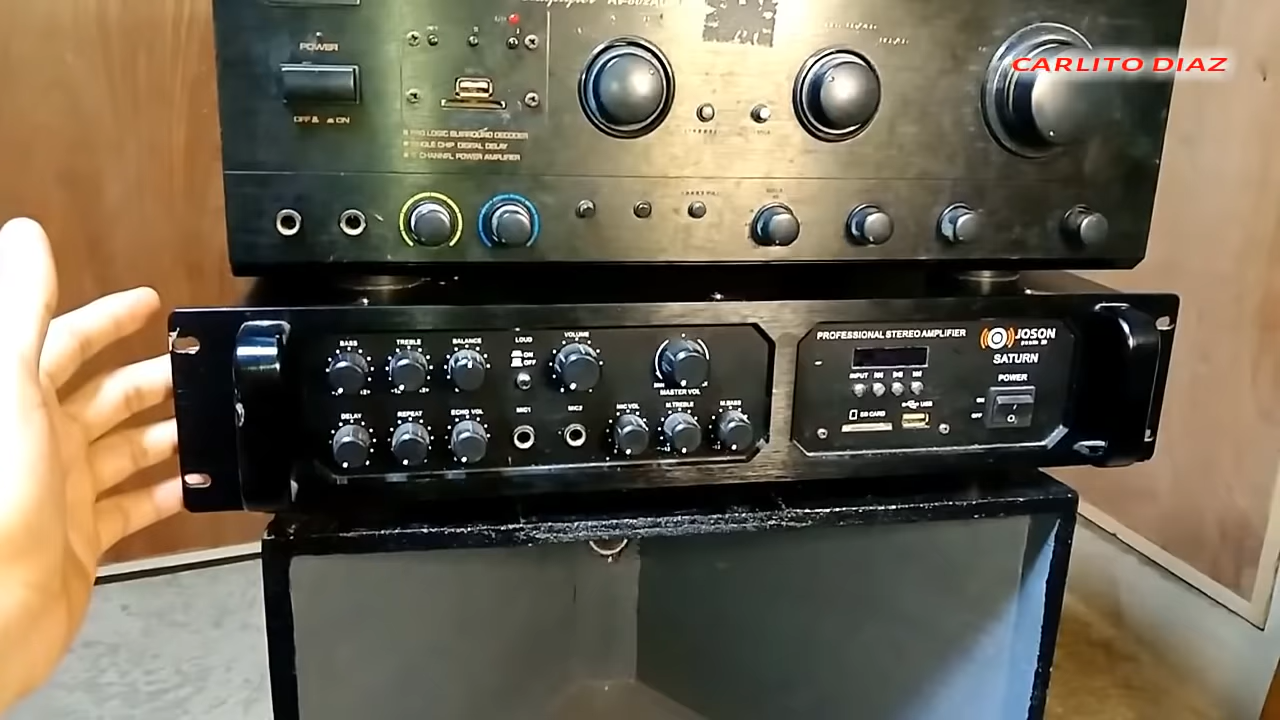 CARLITO DIAZ
POWER
OFF ON
PRO LOGIC SURROUND DECODER
SINGLE CHIP DIGITAL DELAY
CHANNEL POWER AMPLIFIER
BASS
TREBLE
BALANCE
LOUD
ON
OFF
VOLUME
MASTER VOL
DELAY
REPEAT
ECHO VOL
MIC1
MIC2
MIC VOL
M.TREBLE
M.BASS
PROFESSIONAL STEREO AMPLIFIER
JOSON
SATURN
INPUT
POWER
ON
OFF
SD CARD
USB